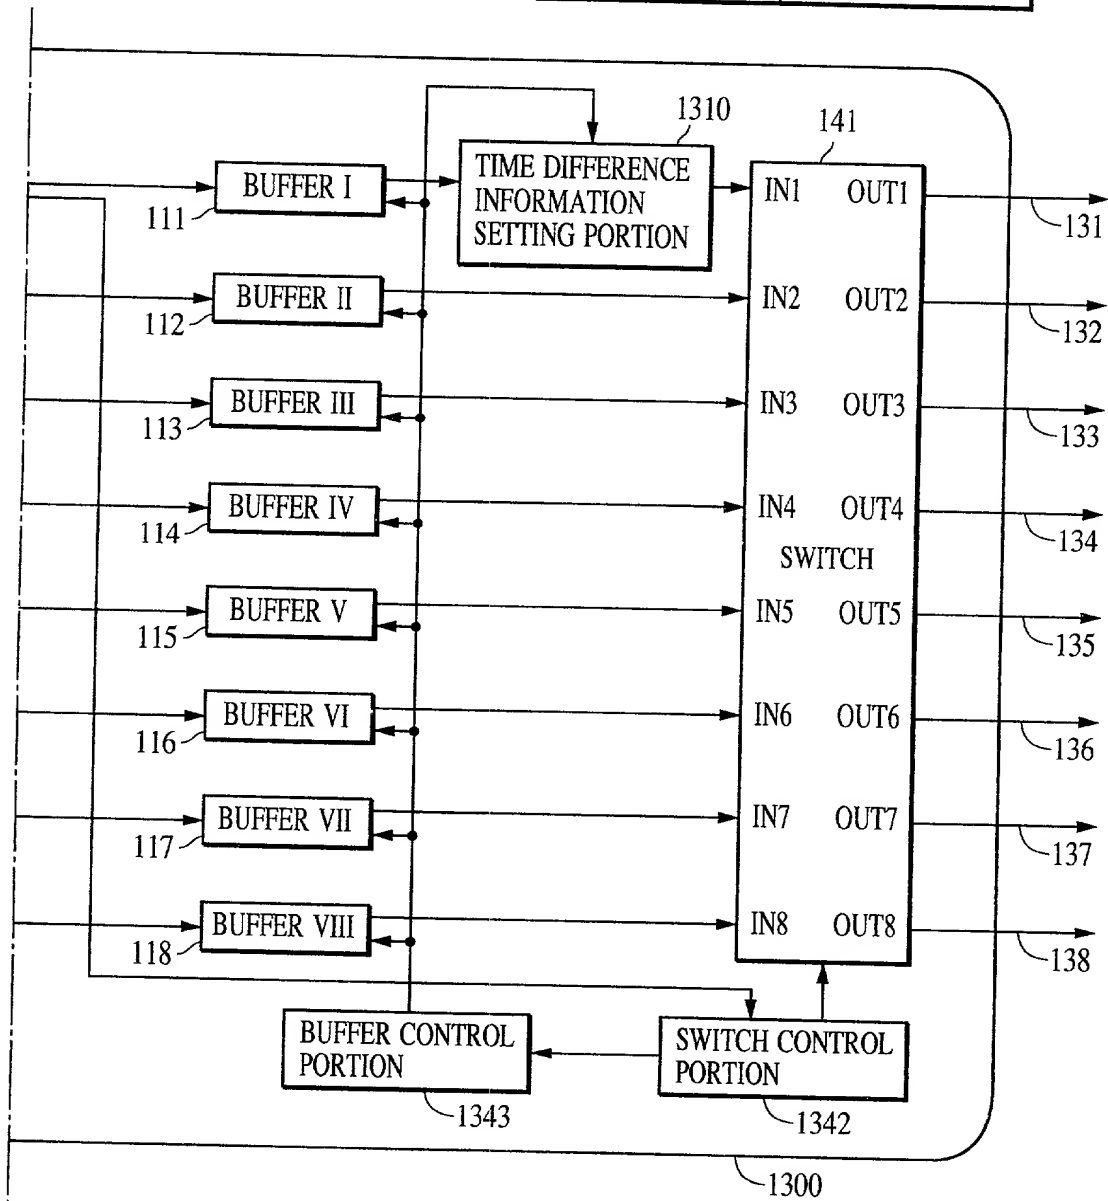 1310
141
TIME DIFFERENCE
INFORMATION
SETTING PORTION
BUFFER I
111
IN1 OUT1
131
BUFFER II
112
IN2 OUT2
132
BUFFER III
113
IN3 OUT3
133
BUFFER IV
114
IN4 OUT4
134
SWITCH
BUFFER V
115
IN5 OUT5
135
BUFFER VI
116
IN6 OUT6
136
BUFFER VII
117
IN7 OUT7
137
BUFFER VIII
118
IN8 OUT8
138
BUFFER CONTROL
PORTION
1343
SWITCH CONTROL
PORTION
1342
1300